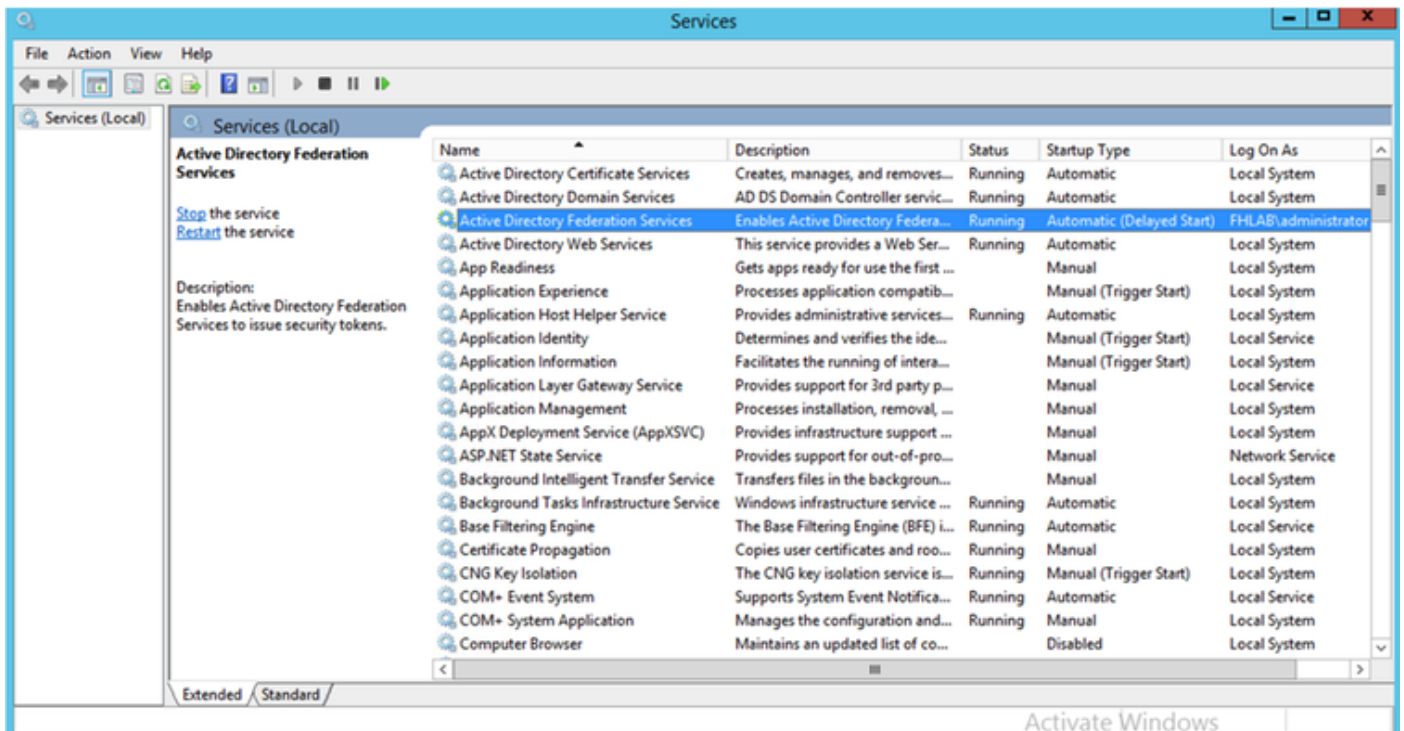 Services
File Action View Help
Services (Local)
Services (Local)
Active Directory Federation
Services
Stop the service
Restart the service
Description:
Enables Active Directory Federation
Services to issue security tokens.
Name Description Status Startup Type Log On As
Active Directory Certificate Services Creates, manages, and removes... Running Automatic Local System
Active Directory Domain Services AD DS Domain Controller servic... Running Automatic Local System
Active Directory Federation Services Enables Active Directory Federa... Running Automatic (Delayed Start) FHLAB\administrator
Active Directory Web Services This service provides a Web Ser... Running Automatic Local System
App Readiness Gets apps ready for use the first ... Manual Local System
Application Experience Processes application compatib... Manual (Trigger Start) Local System
Application Host Helper Service Provides administrative services... Running Automatic Local System
Application Identity Determines and verifies the ide... Manual (Trigger Start) Local Service
Application Information Facilitates the running of intera... Manual (Trigger Start) Local System
Application Layer Gateway Service Provides support for 3rd party p... Manual Local Service
Application Management Processes installation, removal, ... Manual Local System
AppX Deployment Service (AppXSVC) Provides infrastructure support ... Manual Local System
ASP.NET State Service Provides support for out-of-pro... Manual Network Service
Background Intelligent Transfer Service Transfers files in the backgroun... Manual Local System
Background Tasks Infrastructure Service Windows infrastructure service ... Running Automatic Local System
Base Filtering Engine The Base Filtering Engine (BFE) i... Running Automatic Local Service
Certificate Propagation Copies user certificates and roo... Running Manual Local System
CNG Key Isolation The CNG key isolation service is... Running Manual (Trigger Start) Local System
COM+ Event System Supports System Event Notifica... Running Automatic Local Service
COM+ System Application Manages the configuration and... Running Manual Local System
Computer Browser Maintains an updated list of co... Disabled Local System
Extended Standard
Activate Windows